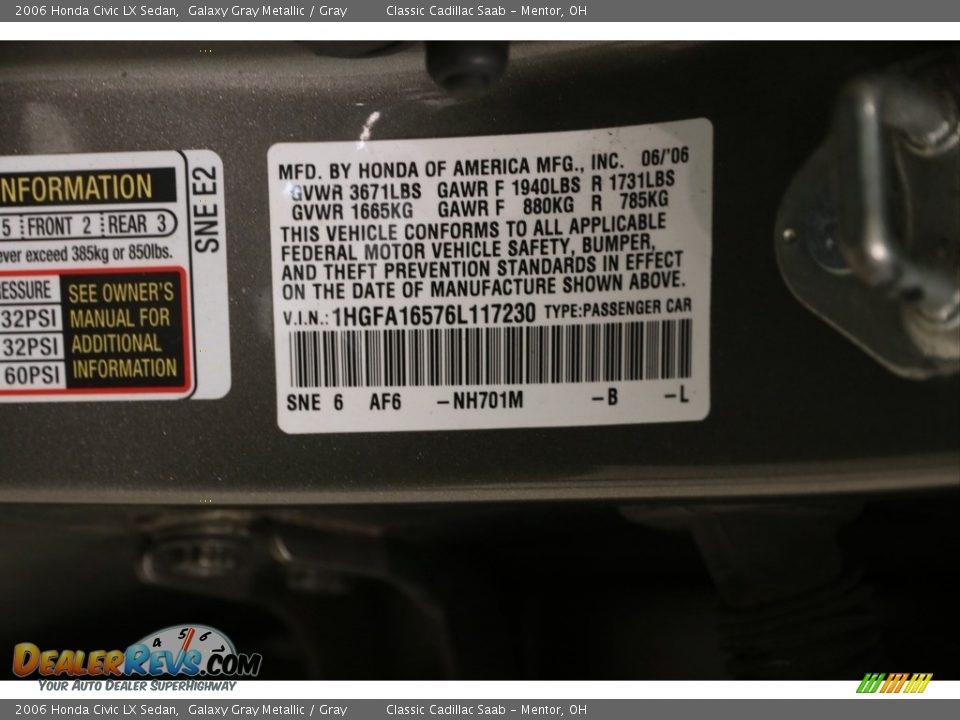 2006 Honda Civic LX Sedan, Galaxy Gray Metallic / Gray Classic Cadillac Saab - Mentor, OH
NFORMATION
5 FRONT 2 REAR 3
ever exceed 385kg or 850lbs.
RESSURE
32PSI
32PSI
60PSI
SEE OWNER'S
MANUAL FOR
ADDITIONAL
INFORMATION
SNE E2
MFD. BY HONDA OF AMERICA MFG., INC. 06/'06
GVWR 3671LBS GAWR F 1940LBS R 1731LBS
GVWR 1665KG GAWR F 880KG R 785KG
THIS VEHICLE CONFORMS TO ALL APPLICABLE
FEDERAL MOTOR VEHICLE SAFETY, BUMPER,
AND THEFT PREVENTION STANDARDS IN EFFECT
ON THE DATE OF MANUFACTURE SHOWN ABOVE.
V.I.N.: 1HGFA16576L117230 TYPE:PASSENGER CAR
SNE 6 AF6 -NH701M -B -L
4 5 6
DEALERREVS.COM
YOUR AUTO DEALER SUPERHIGHWAY
2006 Honda Civic LX Sedan, Galaxy Gray Metallic / Gray Classic Cadillac Saab - Mentor, OH